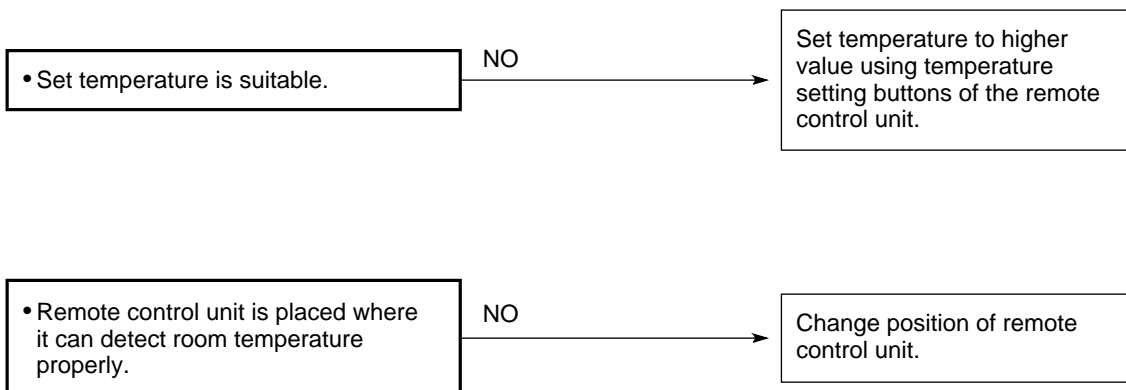 • Set temperature is suitable.
NO
Set temperature to higher
value using temperature
setting buttons of the remote
control unit.
• Remote control unit is placed where
it can detect room temperature
properly.
NO
Change position of remote
control unit.